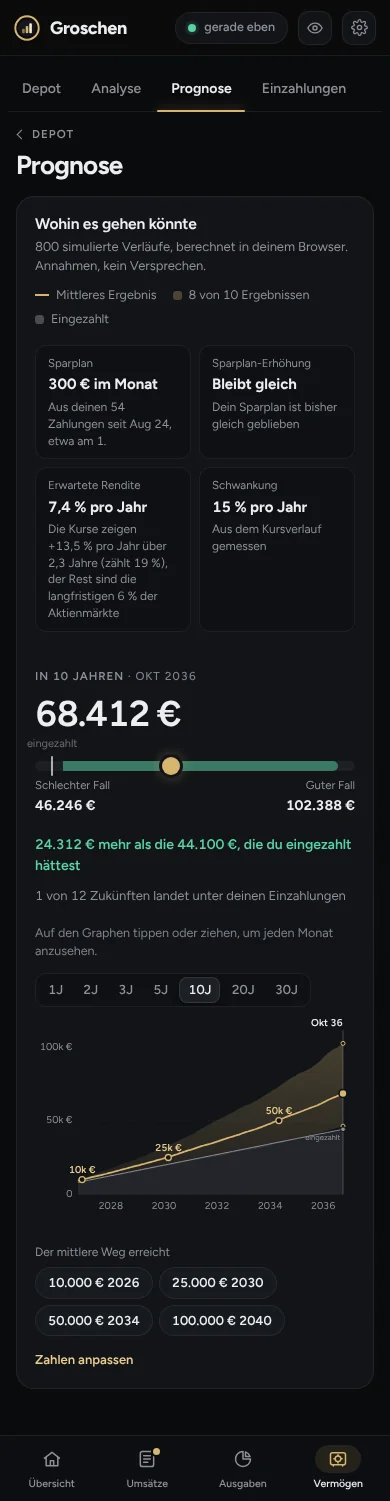 Groschen
gerade eben
Depot
Analyse
Prognose
Einzahlungen
DEPOT
Prognose
Wohin es gehen könnte
800 simulierte Verläufe, berechnet in deinem Browser.
Annahmen, kein Versprechen.
Mittleres Ergebnis
8 von 10 Ergebnissen
Eingezahlt
Sparplan
300 € im Monat
Aus deinen 54
Zahlungen seit Aug 24,
etwa am 1.
Sparplan-Erhöhung
Bleibt gleich
Dein Sparplan ist bisher
gleich geblieben
Erwartete Rendite
7,4 % pro Jahr
Die Kurse zeigen
+13,5 % pro Jahr über
2,3 Jahre (zählt 19 %),
der Rest sind die
langfristigen 6 % der
Aktienmärkte
Schwankung
15 % pro Jahr
Aus dem Kursverlauf
gemessen
IN 10 JAHREN · OKT 2036
68.412 €
eingezahlt
Schlechter Fall
Guter Fall
46.246 €
102.388 €
24.312 € mehr als die 44.100 €, die du eingezahlt
hättest
1 von 12 Zukünften landet unter deinen Einzahlungen
Auf den Graphen tippen oder ziehen, um jeden Monat
anzusehen.
1J
2J
3J
5J
10J
20J
30J
Okt 36
100k €
50k €
50k €
25k €
10k €
eingezahlt
0
2028
2030
2032
2034
2036
Der mittlere Weg erreicht
10.000 € 2026
25.000 € 2030
50.000 € 2034
100.000 € 2040
Zahlen anpassen
Übersicht
Umsätze
Ausgaben
Vermögen